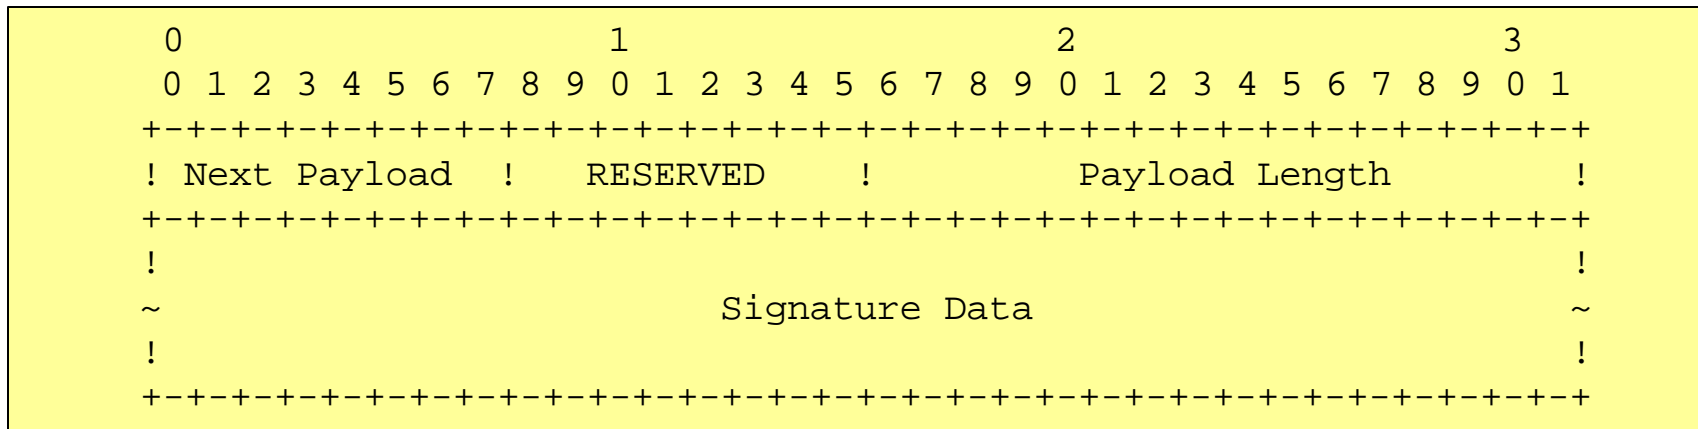 0 1 2 3
0 1 2 3 4 5 6 7 8 9 0 1 2 3 4 5 6 7 8 9 0 1 2 3 4 5 6 7 8 9 0 1
+-+-+-+-+-+-+-+-+-+-+-+-+-+-+-+-+-+-+-+-+-+-+-+-+-+-+-+-+-+-+-+-+
! Next Payload ! RESERVED ! Payload Length !
+-+-+-+-+-+-+-+-+-+-+-+-+-+-+-+-+-+-+-+-+-+-+-+-+-+-+-+-+-+-+-+-+
! !
~ Signature Data ~
! !
+-+-+-+-+-+-+-+-+-+-+-+-+-+-+-+-+-+-+-+-+-+-+-+-+-+-+-+-+-+-+-+-+